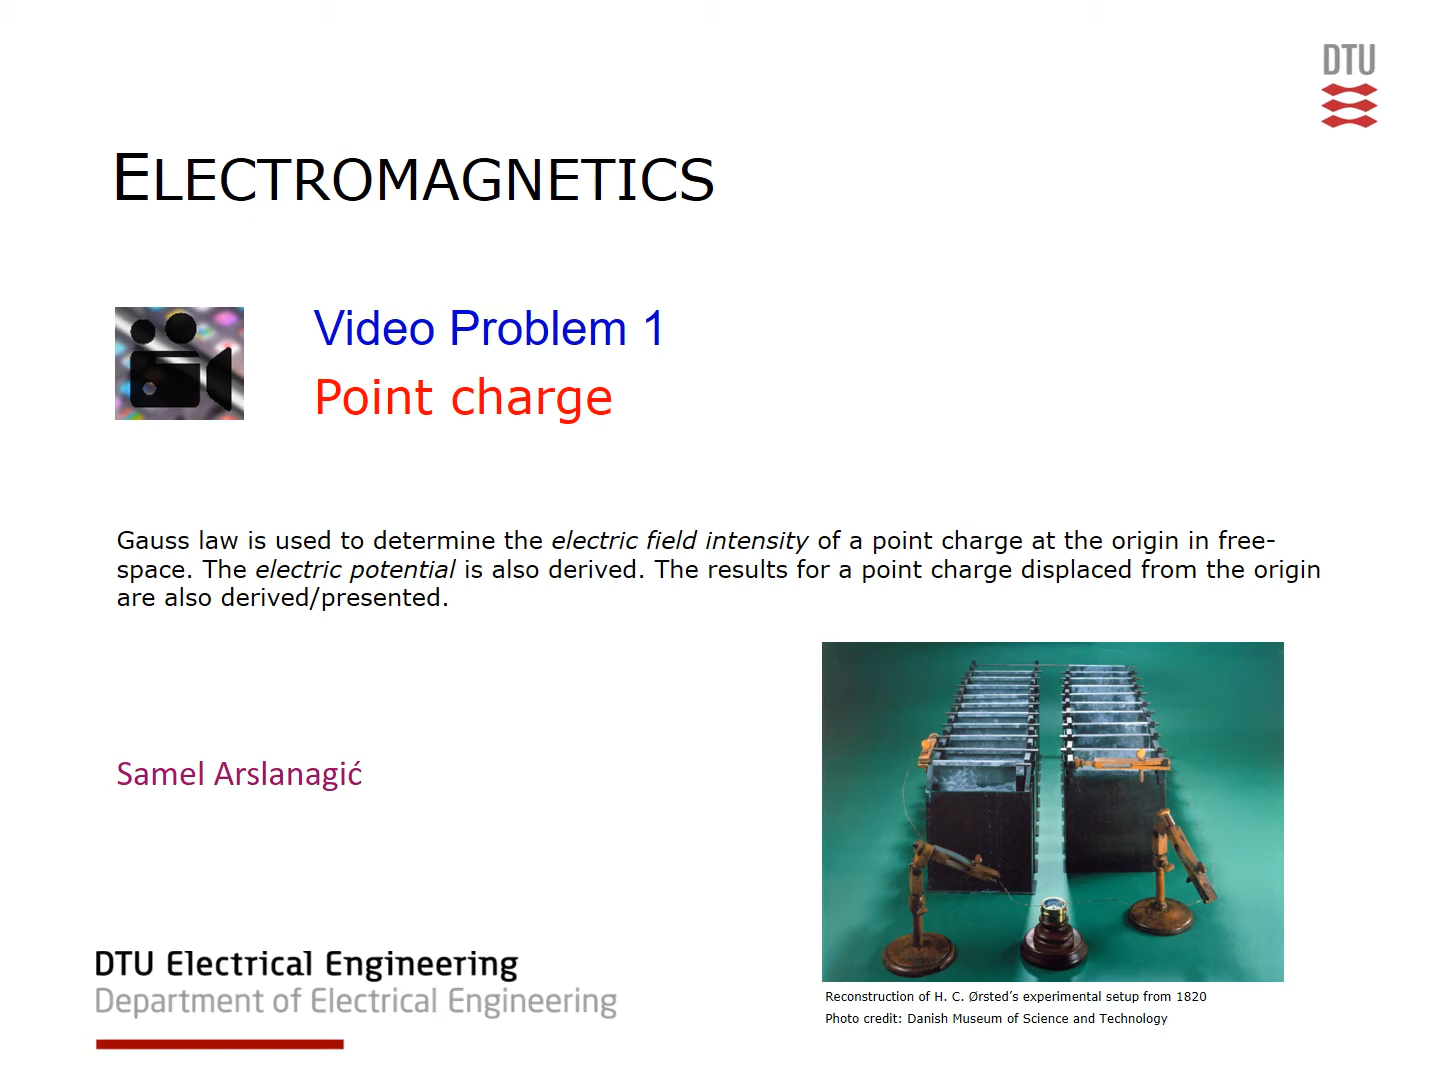 DTU
ELECTROMAGNETICS
Video Problem 1
Point charge
Gauss law is used to determine the electric field intensity of a point charge at the origin in free-
space. The electric potential is also derived. The results for a point charge displaced from the origin
are also derived/presented.
Samel Arslanagić
DTU Electrical Engineering
Department of Electrical Engineering
Reconstruction of H. C. Ørsted’s experimental setup from 1820
Photo credit: Danish Museum of Science and Technology